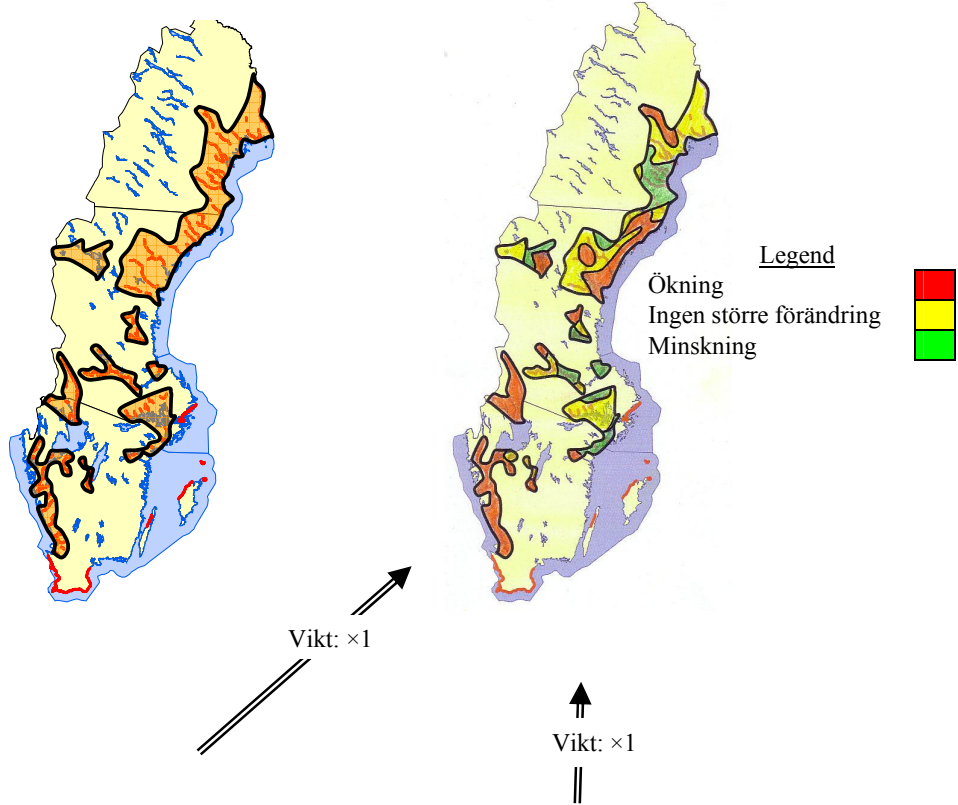 Legend
Ökning
Ingen större förändring
Minskning
Vikt: ×1
Vikt: ×1